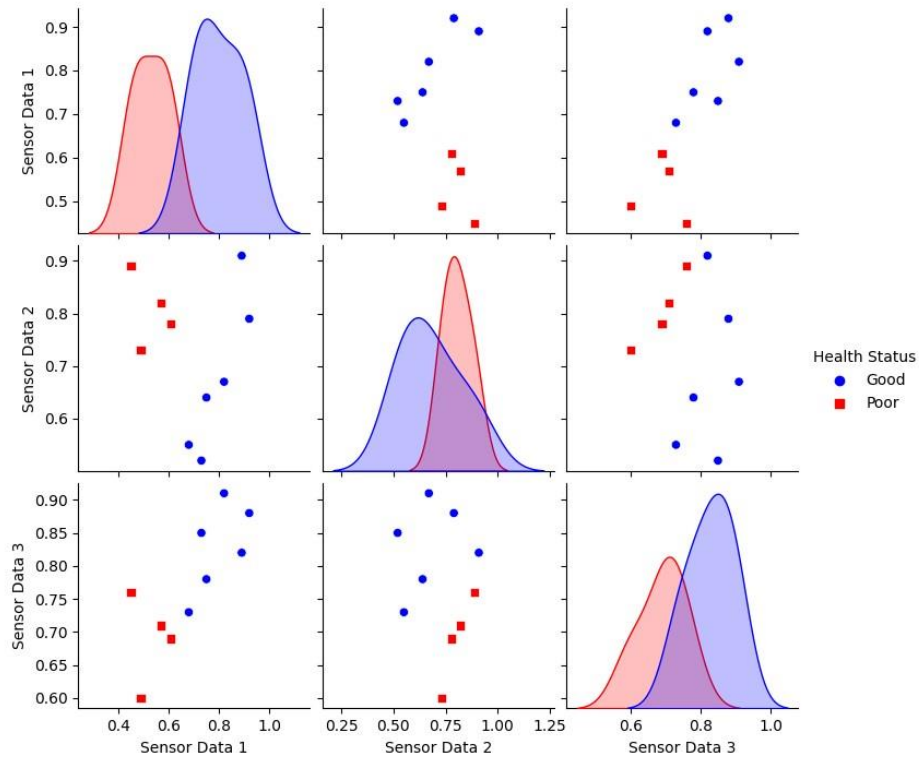 Sensor Data 1
0.9
0.8
0.7
0.6
0.5
Sensor Data 2
0.9
0.8
0.7
0.6
Health Status
Good
Poor
Sensor Data 3
0.90
0.85
0.80
0.75
0.70
0.65
0.60
0.4 0.6 0.8 1.0
0.25 0.50 0.75 1.00 1.25
0.6 0.8 1.0
Sensor Data 1
Sensor Data 2
Sensor Data 3